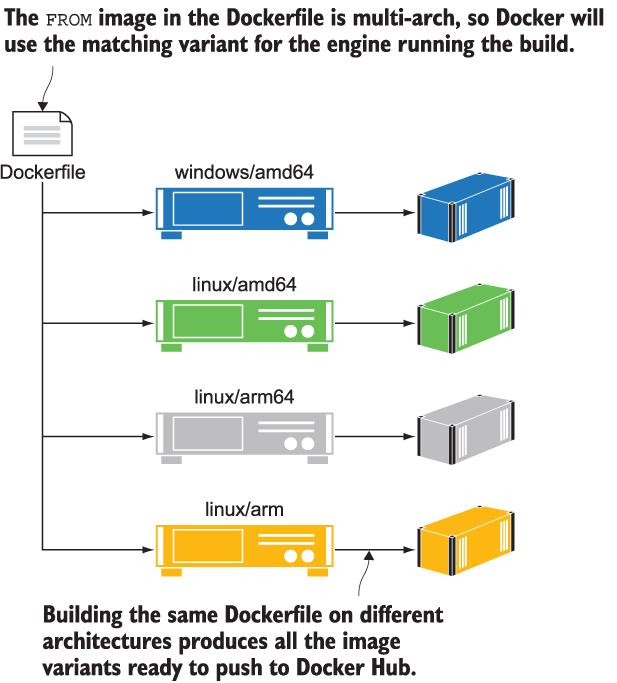 The FROM image in the Dockerfile is multi-arch, so Docker will
use the matching variant for the engine running the build.
Dockerfile
windows/amd64
linux/amd64
linux/arm64
linux/arm
Building the same Dockerfile on different
architectures produces all the image
variants ready to push to Docker Hub.